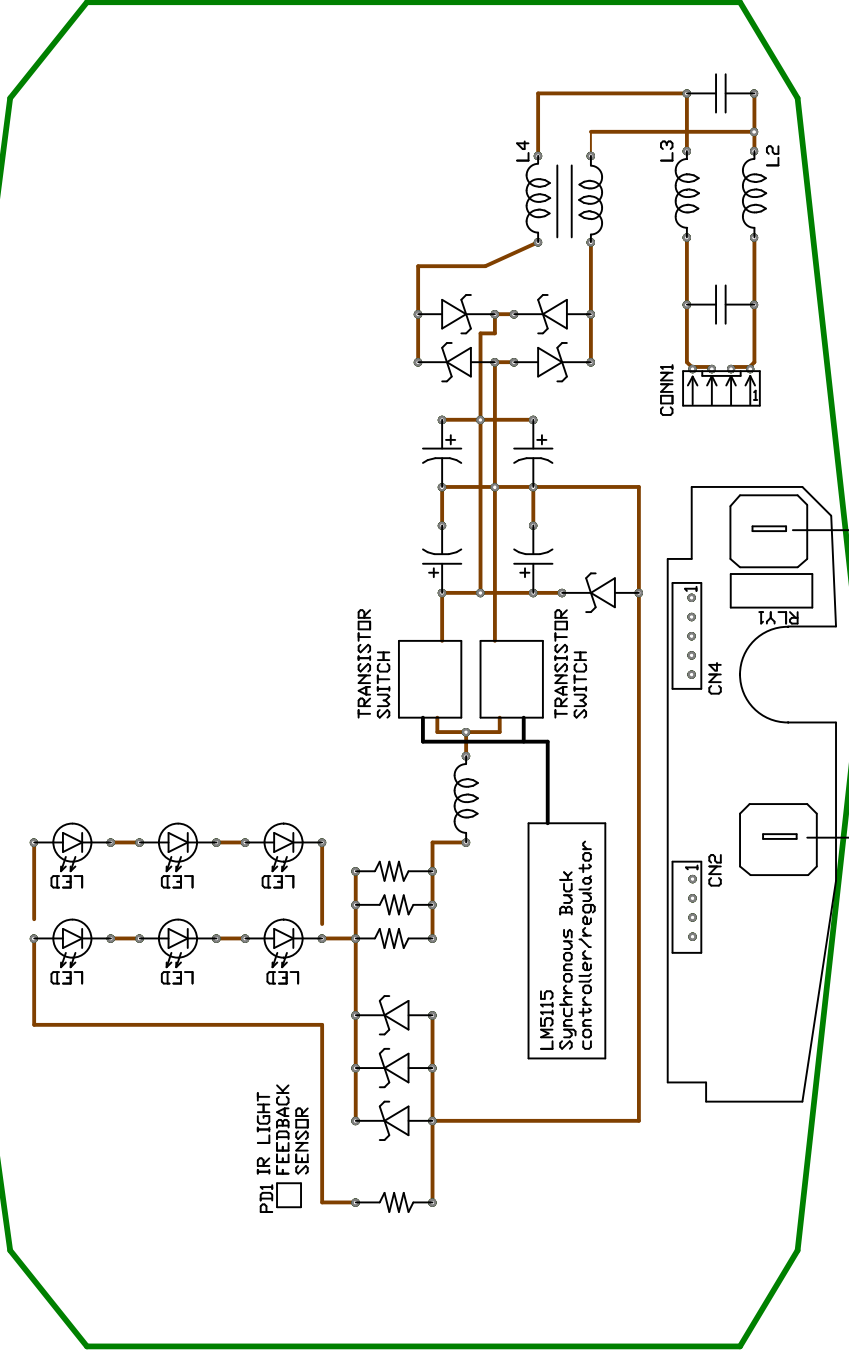 L4
L3
L2
CONN1
1
TRANSISTOR
SWITCH
TRANSISTOR
SWITCH
1
RLY1
CN4
LED
LED
LED
LED
LED
LED
LM5115
Synchronous Buck
controller/regulator
1
CN2
PD1 IR LIGHT
FEEDBACK
SENSOR
+
+
+
+